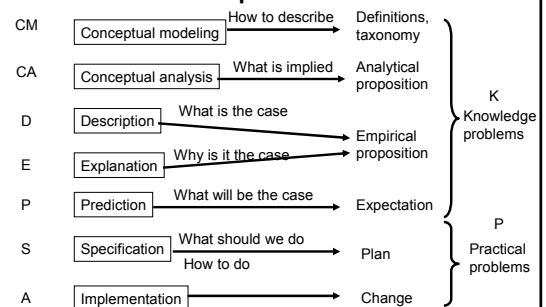 CM
Conceptual modeling
How to describe
Definitions,
taxonomy
CA
Conceptual analysis
What is implied
Analytical
proposition
D
Description
What is the case
Empirical
proposition
E
Explanation
Why is it the case
P
Prediction
What will be the case
Expectation
K
Knowledge
problems
S
Specification
What should we do
How to do
Plan
A
Implementation
Change
P
Practical
problems